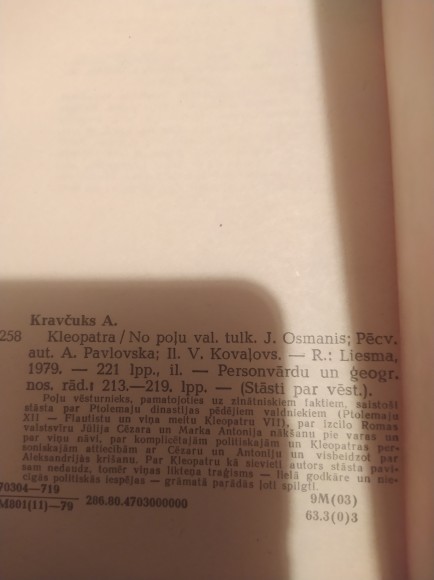 Kravčuks A.
258 Kleopatra / No poļu val. tulk. J. Osmanis; Pēcv.
aut. A. Pavlovska; Il. V. Kovaļovs. — R.: Liesma,
1979. — 221 lpp., il. — Personvārdu un ģeogr.
nos. rād.: 213.—219. lpp. — (Stāsti par vēst.).
Poļu vēsturnieks, pamatojoties uz zinātniskiem faktiem, saistoši
stāsta par Ptolemaju dinastijas pēdējiem valdniekiem (Ptolemaju
XII — Flautistu un viņa meitu Kleopatru VII), par izcilo Romas
valstsvīru Jūlija Cēzara un Marka Antonija nākšanu pie varas un
par viņu nāvi, par komplicētajām politiskajām un Kleopatras per-
soniskajām attiecībām ar Cēzaru un Antoniju un visbeidzot par
Aleksandrijas krišanu. Par Kleopatru kā sievieti autors stāsta pavi-
sam nedaudz, tomēr viņas likteņa traģisms — lielā godkāre un nie-
cīgās politiskās iespējas — grāmatā parādās ļoti spilgti.
70304—719
M801(11)—79 286.80.4703000000
9M(03)
63.3(0)3